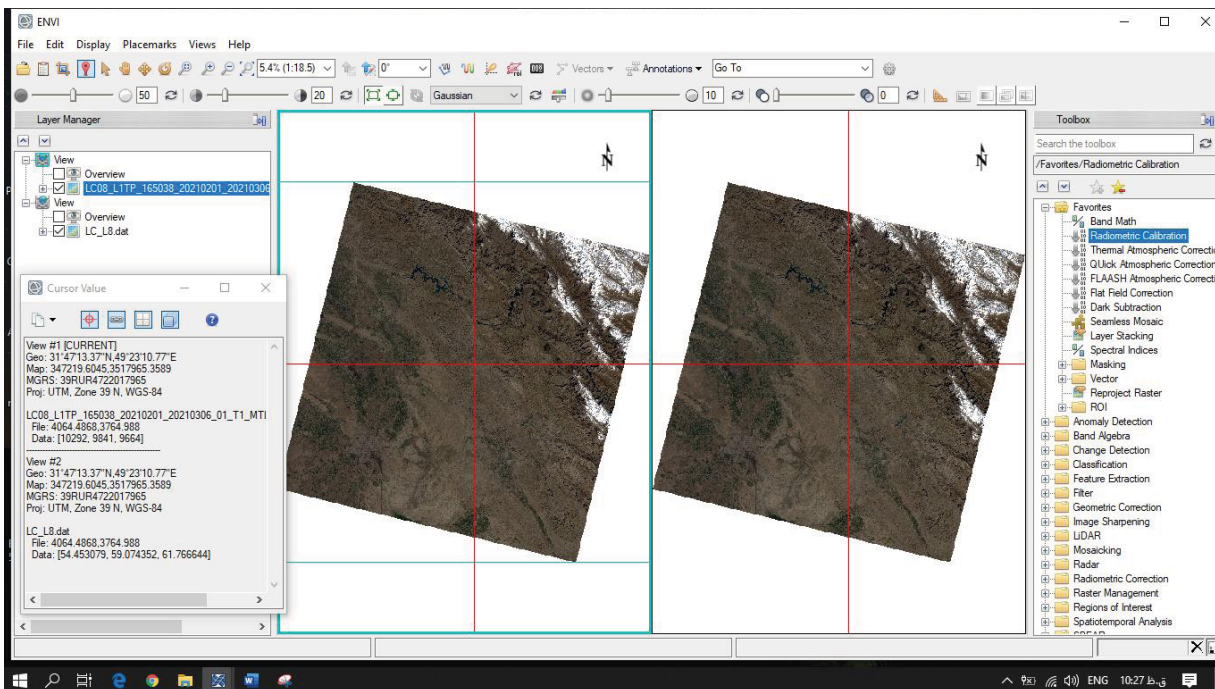 ENVI
File Edit Display Placemarks Views Help
5.4% (1:18.5) 0° Vectors Annotations Go To
50 20 Gaussian 10 0
Layer Manager
View
Overview
LC08_L1TP_165038_20210201_20210306
View
Overview
LC_L8.dat
Cursor Value
View #1 [CURRENT]
Geo: 31°47'13.37"N,49°23'10.77"E
Map: 347219.6045,3517965.3589
MGRS: 39RUR4722017965
Proj: UTM, Zone 39 N, WGS-84
LC08_L1TP_165038_20210201_20210306_01_T1_MTI
File: 4064.4868,3764.988
Data: [10292, 9841, 9664]
View #2
Geo: 31°47'13.37"N,49°23'10.77"E
Map: 347219.6045,3517965.3589
MGRS: 39RUR4722017965
Proj: UTM, Zone 39 N, WGS-84
LC_L8.dat
File: 4064.4868,3764.988
Data: [54.453079, 59.074352, 61.766644]
N
N
Toolbox
Search the toolbox
/Favorites/Radiometric Calibration
Favorites
Band Math
Radiometric Calibration
Thermal Atmospheric Correcti
QUick Atmospheric Correction
FLAASH Atmospheric Correcti
Flat Field Correction
Dark Subtraction
Seamless Mosaic
Layer Stacking
Spectral Indices
Masking
Vector
Reproject Raster
ROI
Anomaly Detection
Band Algebra
Change Detection
Classification
Feature Extraction
Filter
Geometric Correction
Image Sharpening
LiDAR
Mosaicking
Radar
Radiometric Correction
Raster Management
Regions of Interest
Spatiotemporal Analysis
ENG 10:27 ق.ظ